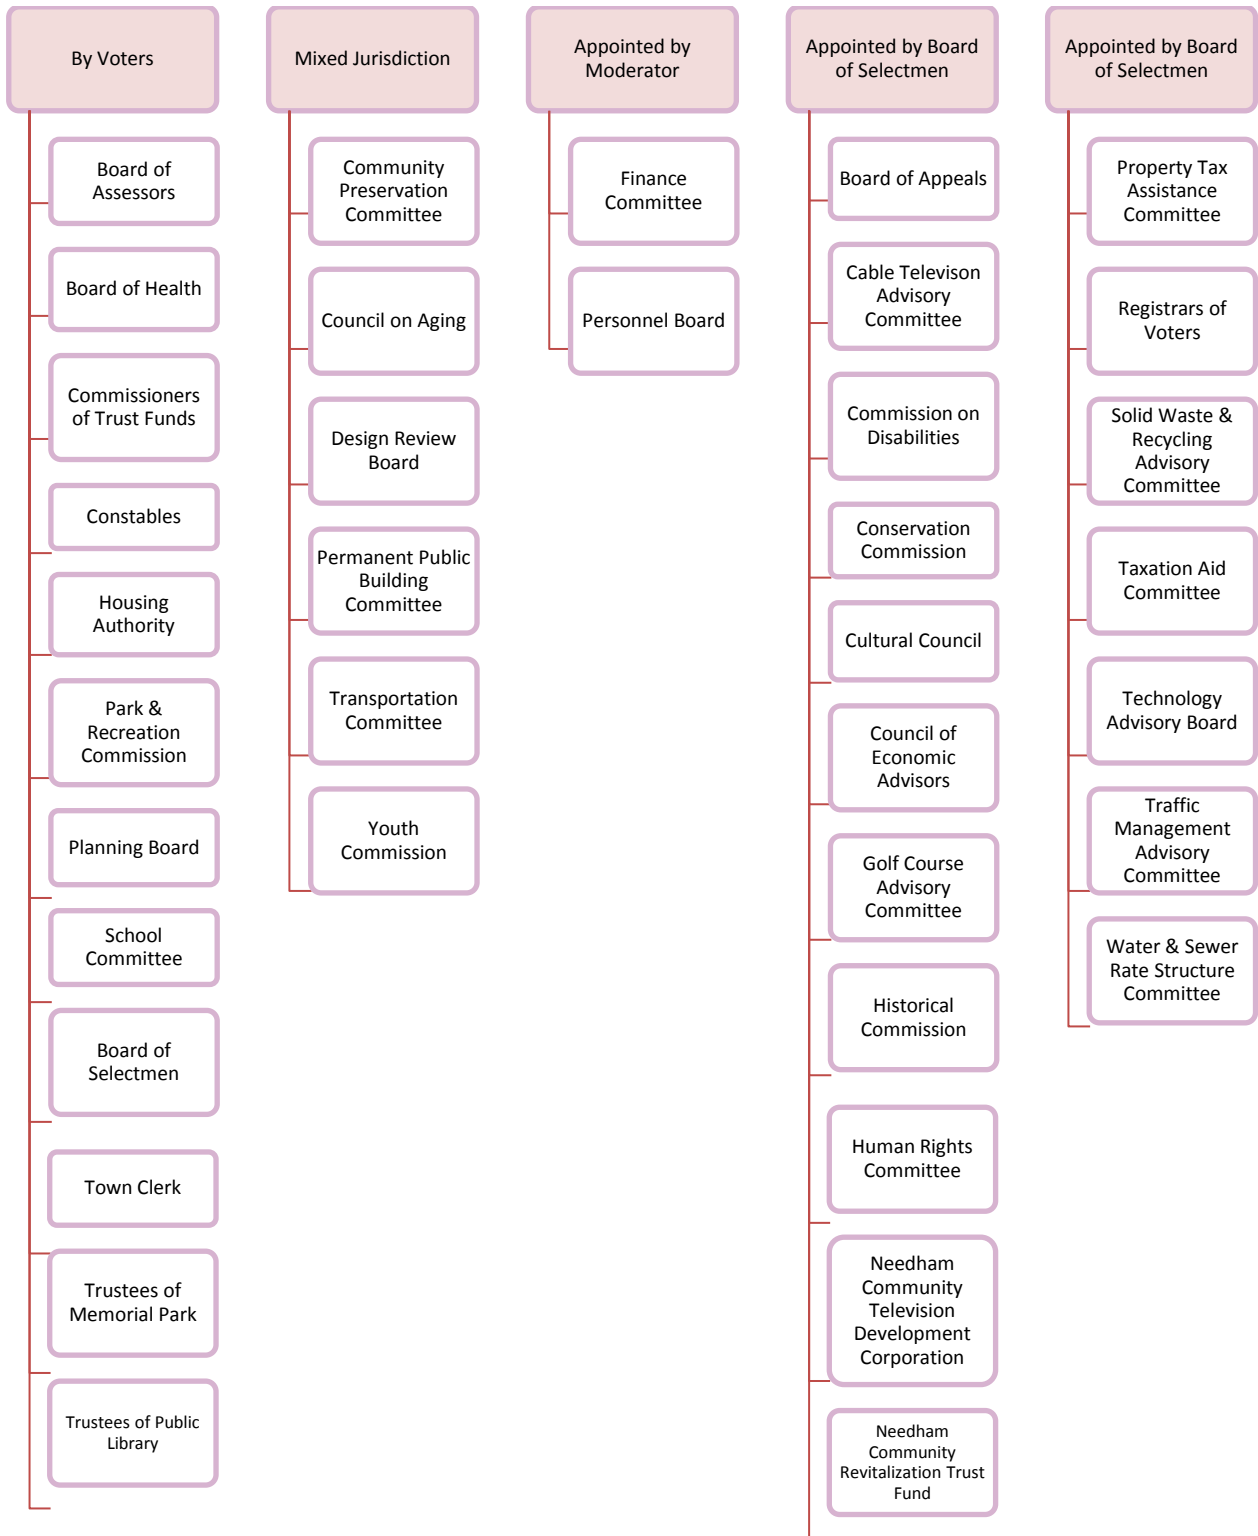 By Voters
Board of
Assessors
Board of Health
Commissioners
of Trust Funds
Constables
Housing
Authority
Park &
Recreation
Commission
Planning Board
School
Committee
Board of
Selectmen
Town Clerk
Trustees of
Memorial Park
Trustees of Public
Library
Mixed Jurisdiction
Community
Preservation
Committee
Council on Aging
Design Review
Board
Permanent Public
Building
Committee
Transportation
Committee
Youth
Commission
Appointed by
Moderator
Finance
Committee
Personnel Board
Appointed by Board
of Selectmen
Board of Appeals
Cable Televison
Advisory
Committee
Commission on
Disabilities
Conservation
Commission
Cultural Council
Council of
Economic
Advisors
Golf Course
Advisory
Committee
Historical
Commission
Human Rights
Committee
Needham
Community
Television
Development
Corporation
Needham
Community
Revitalization Trust
Fund
Appointed by Board
of Selectmen
Property Tax
Assistance
Committee
Registrars of
Voters
Solid Waste &
Recycling
Advisory
Committee
Taxation Aid
Committee
Technology
Advisory Board
Traffic
Management
Advisory
Committee
Water & Sewer
Rate Structure
Committee